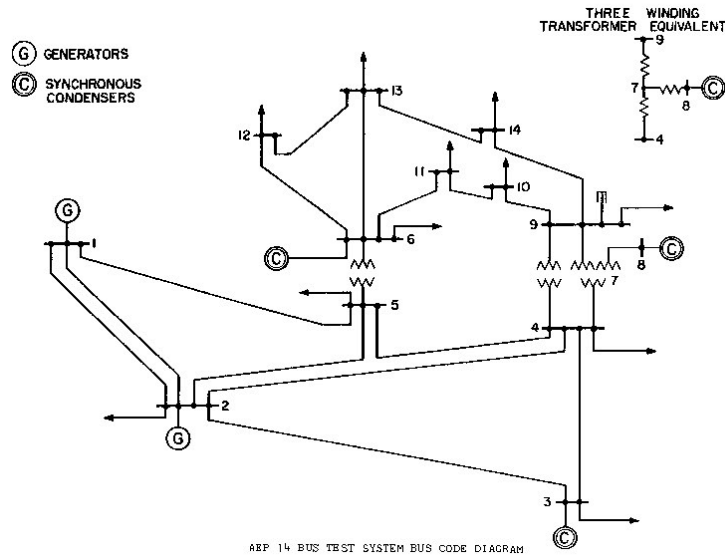 THREE WINDING
TRANSFORMER EQUIVALENT
G GENERATORS
C SYNCHRONOUS
CONDENSERS
9
7
8
C
4
13
14
12
11
10
G
1
6
9
C
8
C
7
5
4
2
G
3
C
AEP 14 BUS TEST SYSTEM BUS CODE DIAGRAM